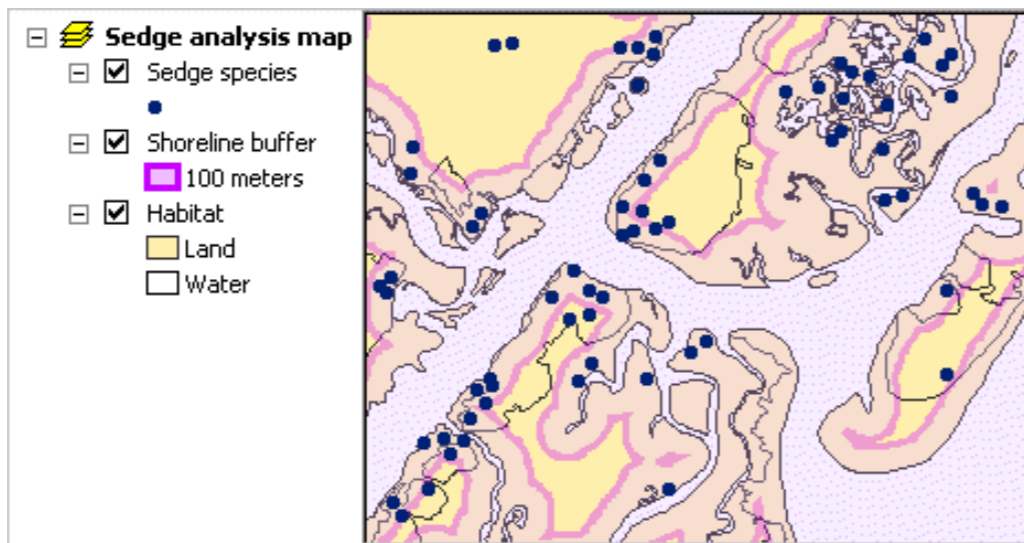 Sedge analysis map
Sedge species
Shoreline buffer
100 meters
Habitat
Land
Water